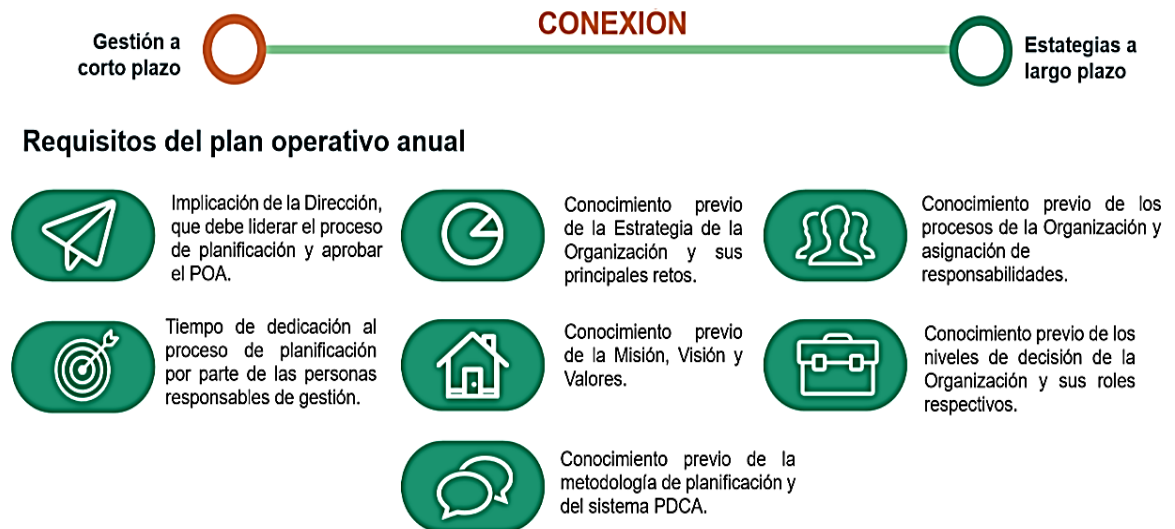 CONEXION
Gestión a
corto plazo
Estategias a
largo plazo
Requisitos del plan operativo anual
Implicación de la Dirección,
que debe liderar el proceso
de planificación y aprobar
el POA.
Conocimiento previo
de la Estrategia de la
Organización y sus
principales retos.
Conocimiento previo de los
procesos de la Organización y
asignación de
responsabilidades.
Tiempo de dedicación al
proceso de planificación
por parte de las personas
responsables de gestión.
Conocimiento previo
de la Misión, Visión y
Valores.
Conocimiento previo de los
niveles de decisión de la
Organización y sus roles
respectivos.
Conocimiento previo de la
metodología de planificación y
del sistema PDCA.